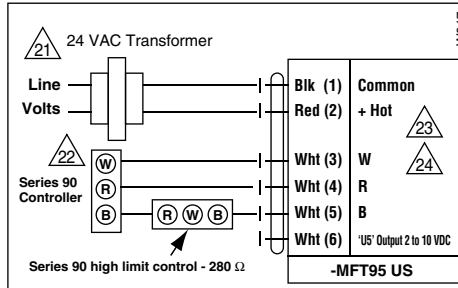 21 24 VAC Transformer
Line
Volts
Blk (1) Common
Red (2) + Hot
23
22
Series 90
Controller
W
R
B
R W B
Wht (3) W
24
Wht (4) R
Wht (5) B
Wht (6) 'U5' Output 2 to 10 VDC
Series 90 high limit control - 280 Ω
-MFT95 US